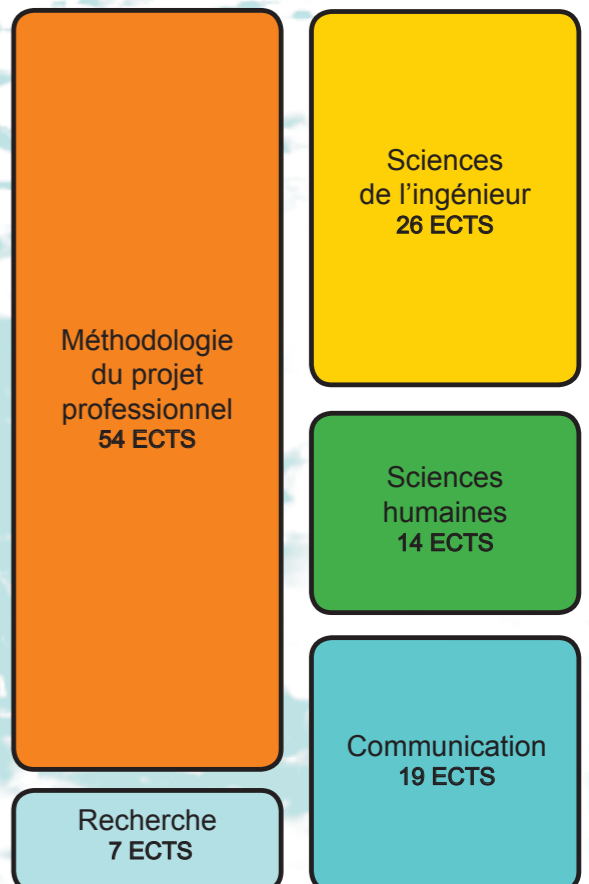 Méthodologie
du projet
professionnel
54 ECTS
Recherche
7 ECTS
Sciences
de l'ingénieur
26 ECTS
Sciences
humaines
14 ECTS
Communication
19 ECTS